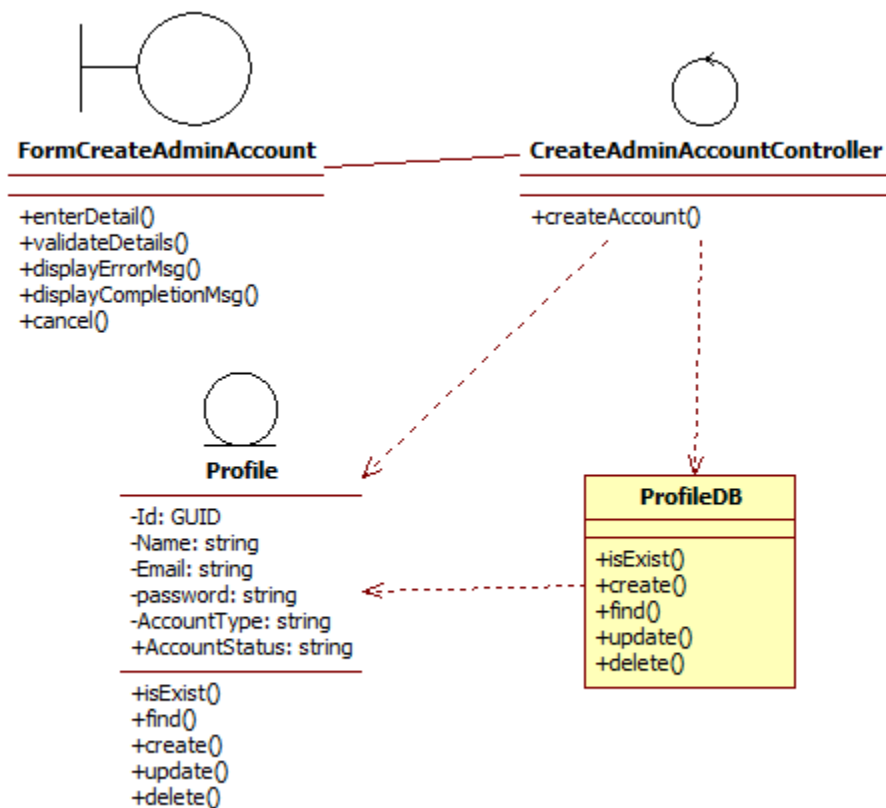 FormCreateAdminAccount
+enterDetail()
+validateDetails()
+displayErrorMsg()
+displayCompletionMsg()
+cancel()
CreateAdminAccountController
+createAccount()
Profile
-Id: GUID
-Name: string
-Email: string
-password: string
-AccountType: string
+AccountStatus: string
+isExist()
+find()
+create()
+update()
+delete()
ProfileDB
+isExist()
+create()
+find()
+update()
+delete()